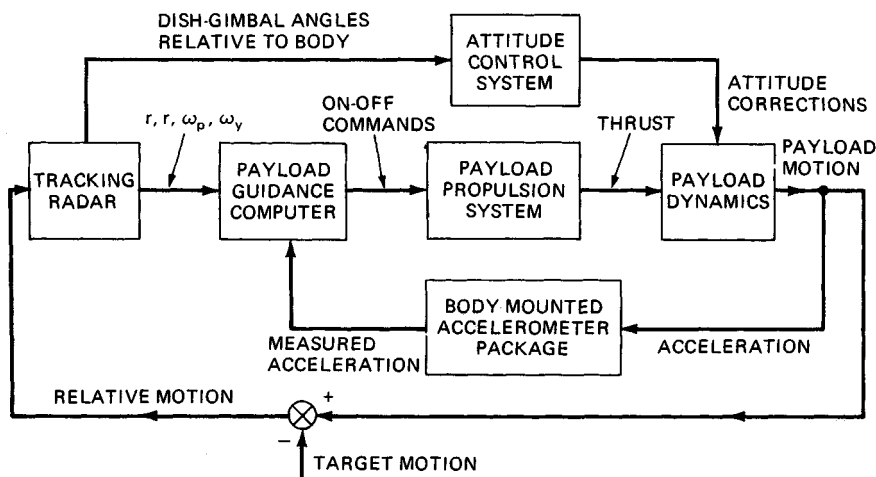 DISH-GIMBAL ANGLES
RELATIVE TO BODY
ATTITUDE
CONTROL
SYSTEM
ATTITUDE
CORRECTIONS
r, r, ωp, ωy
ON-OFF
COMMANDS
THRUST
PAYLOAD
MOTION
TRACKING
RADAR
PAYLOAD
GUIDANCE
COMPUTER
PAYLOAD
PROPULSION
SYSTEM
PAYLOAD
DYNAMICS
BODY MOUNTED
ACCELEROMETER
PACKAGE
MEASURED
ACCELERATION
ACCELERATION
RELATIVE MOTION
+
−
TARGET MOTION